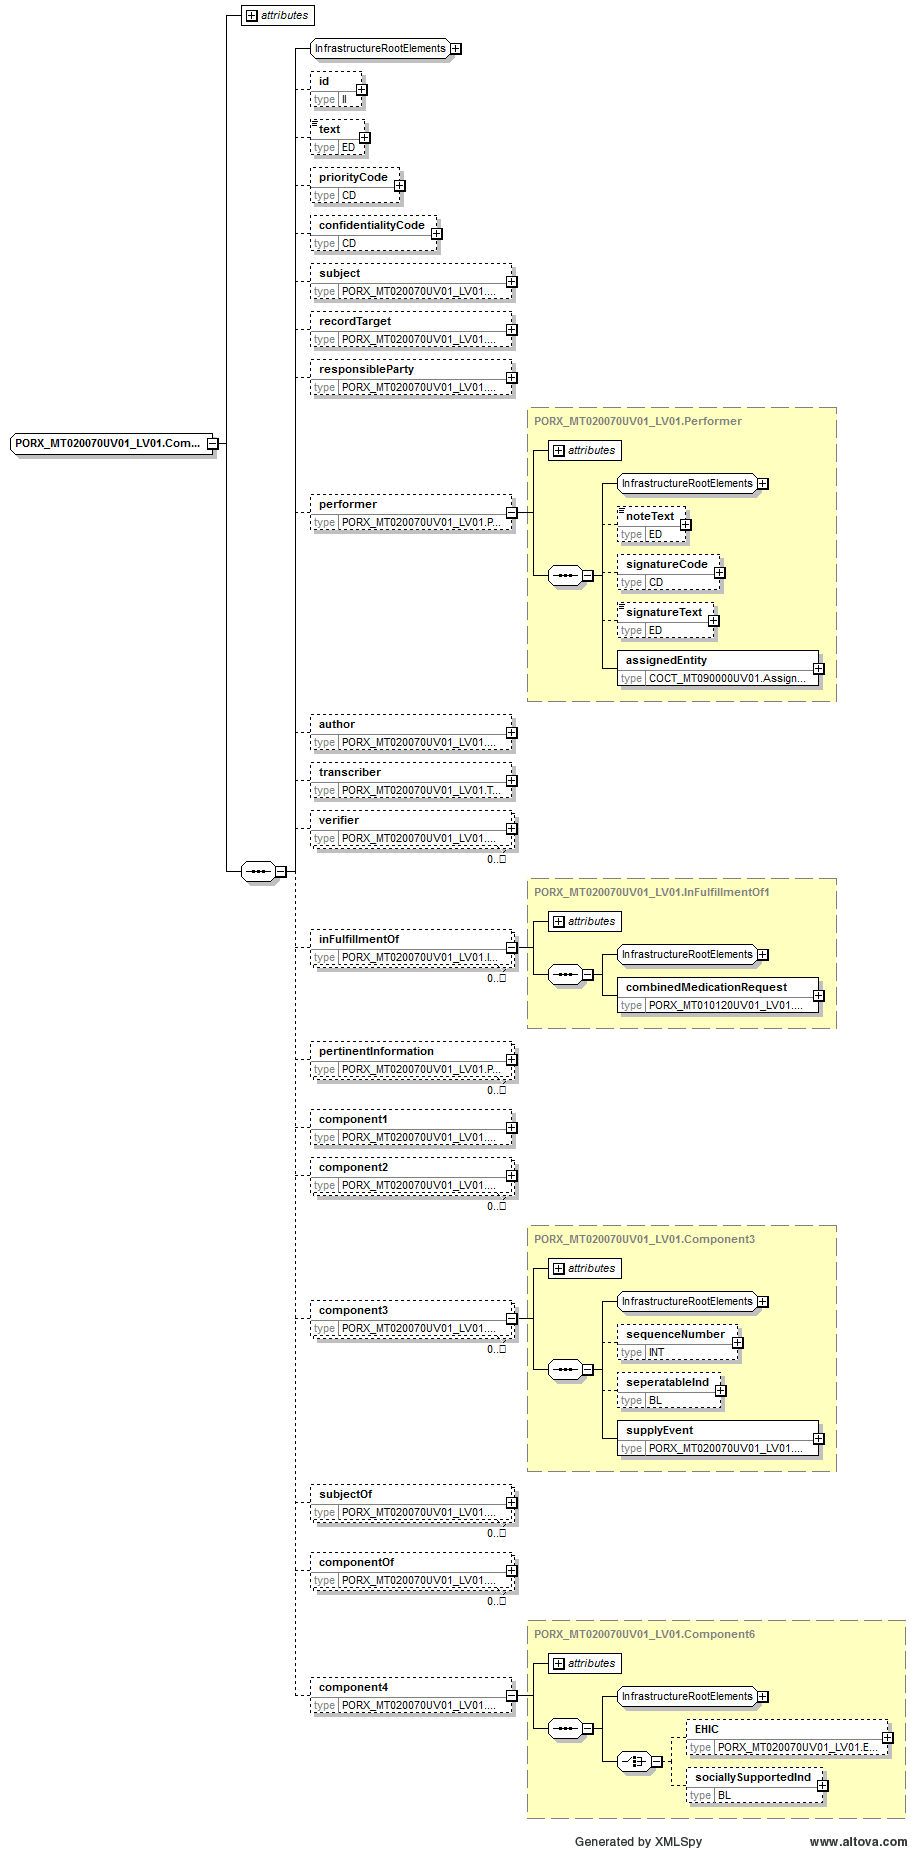 attributes
InfrastructureRootElements
id
type II
text
type ED
priorityCode
type CD
confidentialityCode
type CD
subject
type PORX_MT020070UV01_LV01....
recordTarget
type PORX_MT020070UV01_LV01....
responsibleParty
type PORX_MT020070UV01_LV01....
PORX_MT020070UV01_LV01.Com...
performer
type PORX_MT020070UV01_LV01.P...
PORX_MT020070UV01_LV01.Performer
attributes
InfrastructureRootElements
noteText
type ED
signatureCode
type CD
signatureText
type ED
assignedEntity
type COCT_MT090000UV01.Assign...
author
type PORX_MT020070UV01_LV01....
transcriber
type PORX_MT020070UV01_LV01.T...
verifier
type PORX_MT020070UV01_LV01....
0..□
inFulfillmentOf
type PORX_MT020070UV01_LV01.I...
0..□
PORX_MT020070UV01_LV01.InFulfillmentOf1
attributes
InfrastructureRootElements
combinedMedicationRequest
type PORX_MT010120UV01_LV01....
pertinentInformation
type PORX_MT020070UV01_LV01.P...
0..□
component1
type PORX_MT020070UV01_LV01....
component2
type PORX_MT020070UV01_LV01....
0..□
component3
type PORX_MT020070UV01_LV01....
0..□
PORX_MT020070UV01_LV01.Component3
attributes
InfrastructureRootElements
sequenceNumber
type INT
seperatableInd
type BL
supplyEvent
type PORX_MT020070UV01_LV01....
subjectOf
type PORX_MT020070UV01_LV01....
0..□
componentOf
type PORX_MT020070UV01_LV01....
0..□
component4
type PORX_MT020070UV01_LV01....
PORX_MT020070UV01_LV01.Component6
attributes
InfrastructureRootElements
EHIC
type PORX_MT020070UV01_LV01.E...
sociallySupportedInd
type BL
Generated by XMLSpy www.altova.com